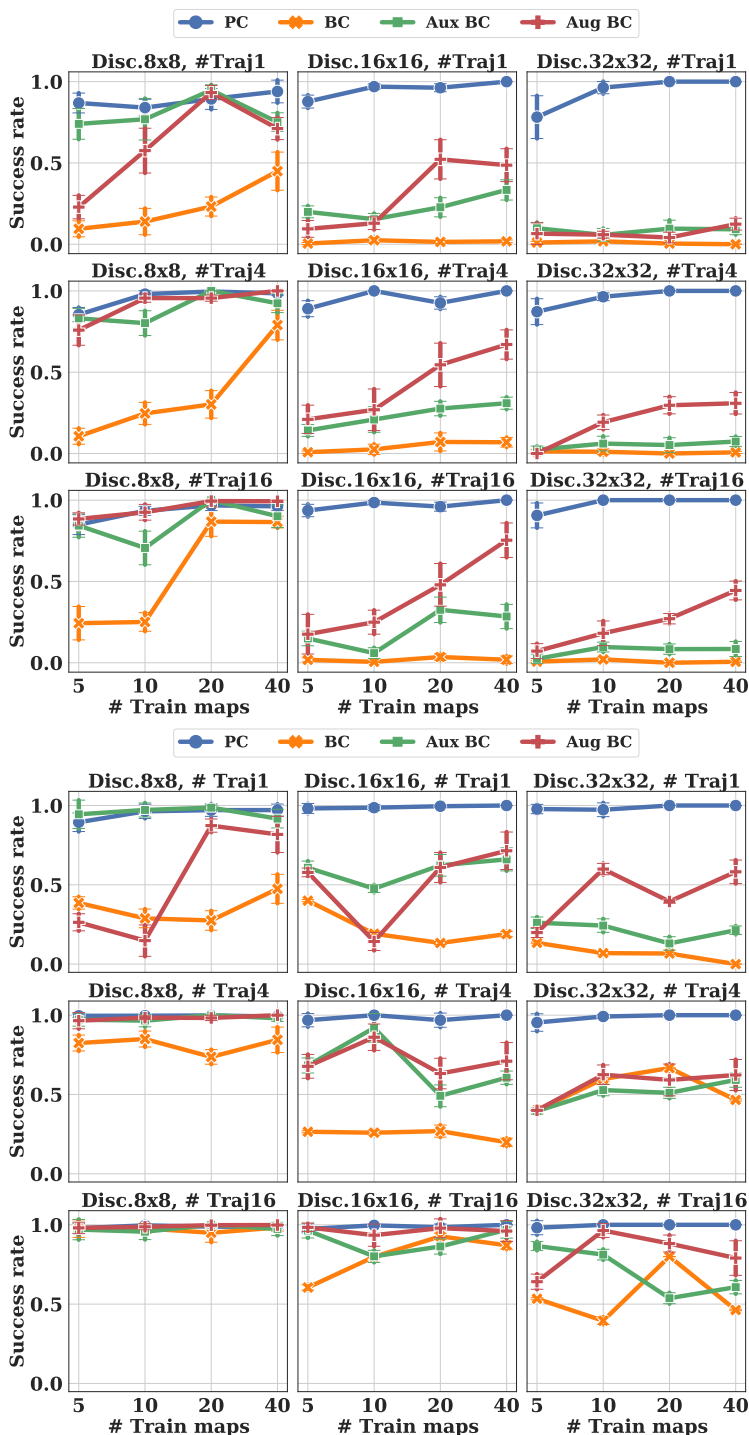 PC BC Aux BC Aug BC
Disc.8x8, #Traj1 Disc.16x16, #Traj1 Disc.32x32, #Traj1
1.0
Success rate
0.5
0.0
Disc.8x8, #Traj4 Disc.16x16, #Traj4 Disc.32x32, #Traj4
1.0
Success rate
0.5
0.0
Disc.8x8, #Traj16 Disc.16x16, #Traj16 Disc.32x32, #Traj16
1.0
Success rate
0.5
0.0
5 10 20 40 5 10 20 40 5 10 20 40
# Train maps # Train maps # Train maps
PC BC Aux BC Aug BC
Disc.8x8, # Traj1 Disc.16x16, # Traj1 Disc.32x32, # Traj1
1.0
Success rate
0.5
0.0
Disc.8x8, # Traj4 Disc.16x16, # Traj4 Disc.32x32, # Traj4
1.0
Success rate
0.5
0.0
Disc.8x8, # Traj16 Disc.16x16, # Traj16 Disc.32x32, # Traj16
1.0
Success rate
0.5
0.0
5 10 20 40 5 10 20 40 5 10 20 40
# Train maps # Train maps # Train maps